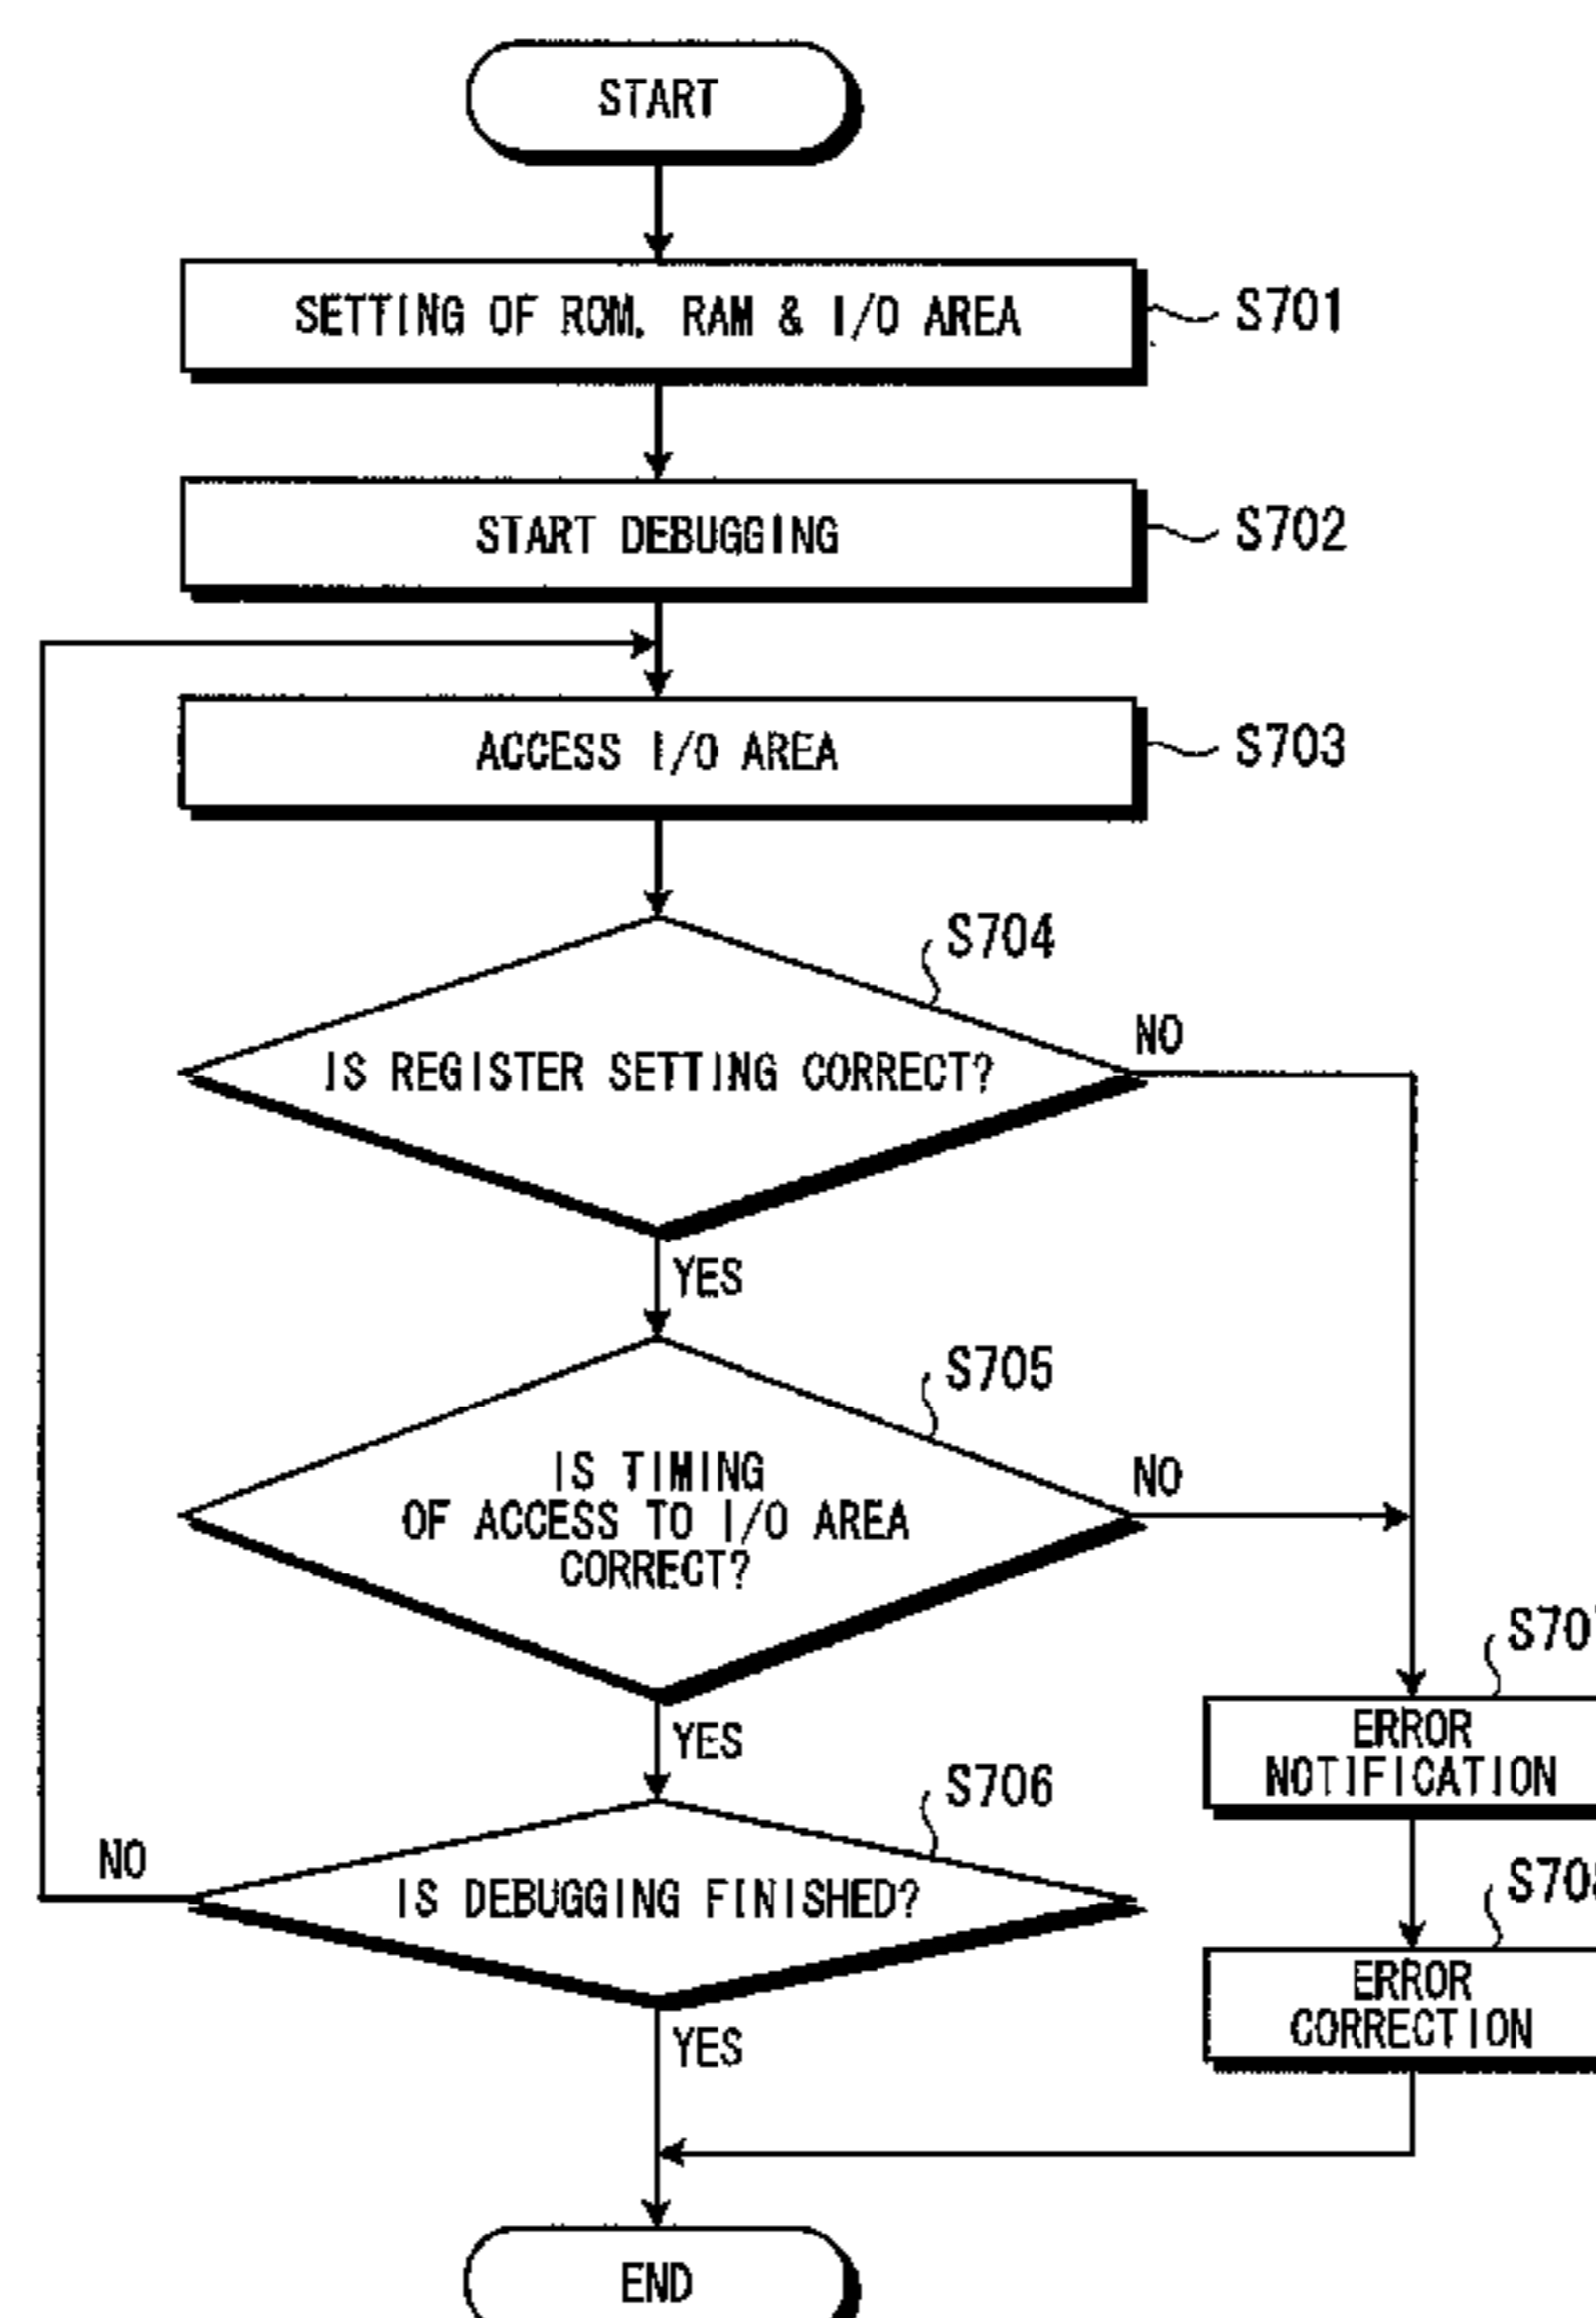 START
SETTING OF ROM, RAM & I/O AREA
S701
START DEBUGGING
S702
ACCESS I/O AREA
S703
S704
IS REGISTER SETTING CORRECT?
NO
YES
S705
IS TIMING
OF ACCESS TO I/O AREA
CORRECT?
NO
YES
S706
IS DEBUGGING FINISHED?
NO
YES
ERROR
NOTIFICATION
ERROR
CORRECTION
END